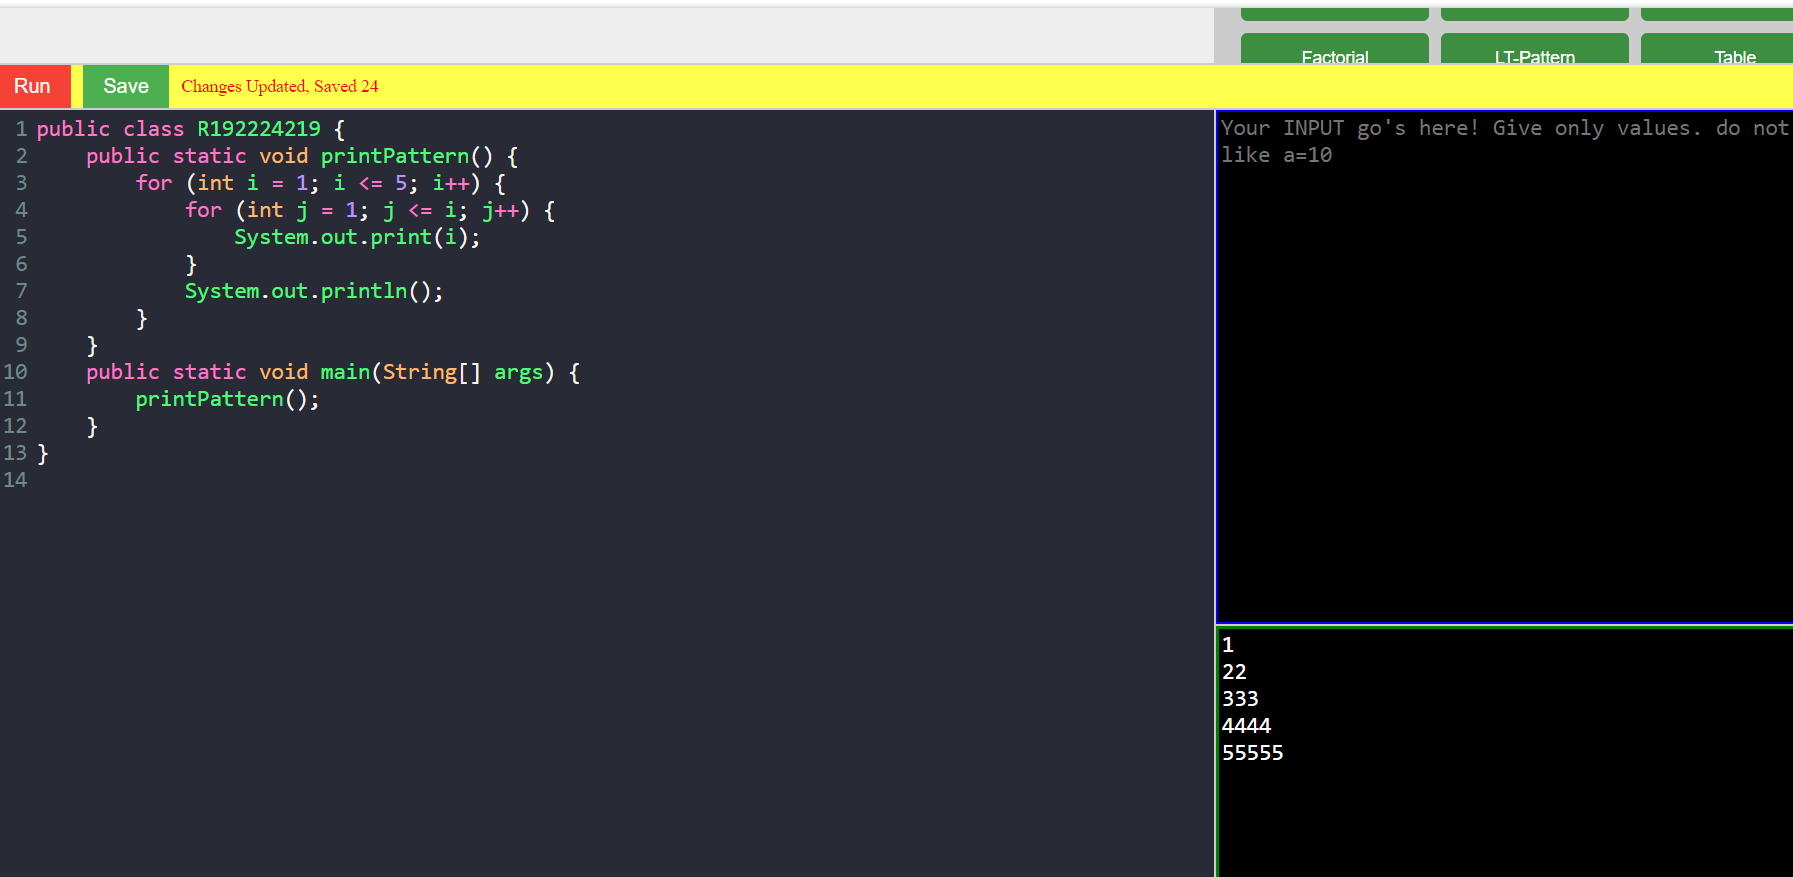 Factorial LT-Pattern Table
Run Save Changes Updated, Saved 24
1 public class R192224219 {
2     public static void printPattern() {
3         for (int i = 1; i <= 5; i++) {
4             for (int j = 1; j <= i; j++) {
5                 System.out.print(i);
6             }
7             System.out.println();
8         }
9     }
10     public static void main(String[] args) {
11         printPattern();
12     }
13 }
14
Your INPUT go's here! Give only values. do not
like a=10
1
22
333
4444
55555